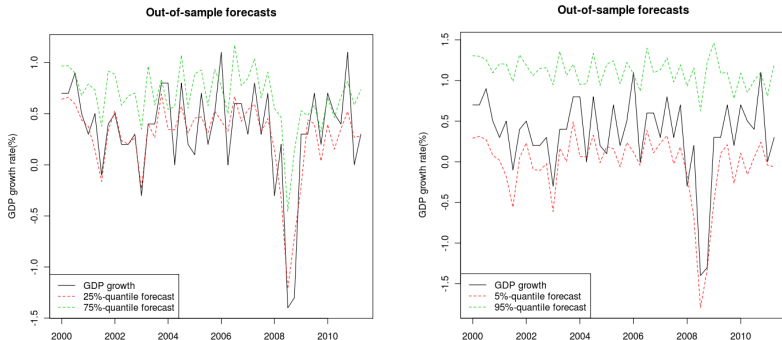 Out-of-sample forecasts
GDP growth rate(%)
1.0
0.5
0.0
-0.5
-1.0
-1.5
GDP growth
25%-quantile forecast
75%-quantile forecast
2000 2002 2004 2006 2008 2010
Out-of-sample forecasts
GDP growth rate(%)
1.5
1.0
0.5
0.0
-0.5
-1.0
-1.5
GDP growth
5%-quantile forecast
95%-quantile forecast
2000 2002 2004 2006 2008 2010